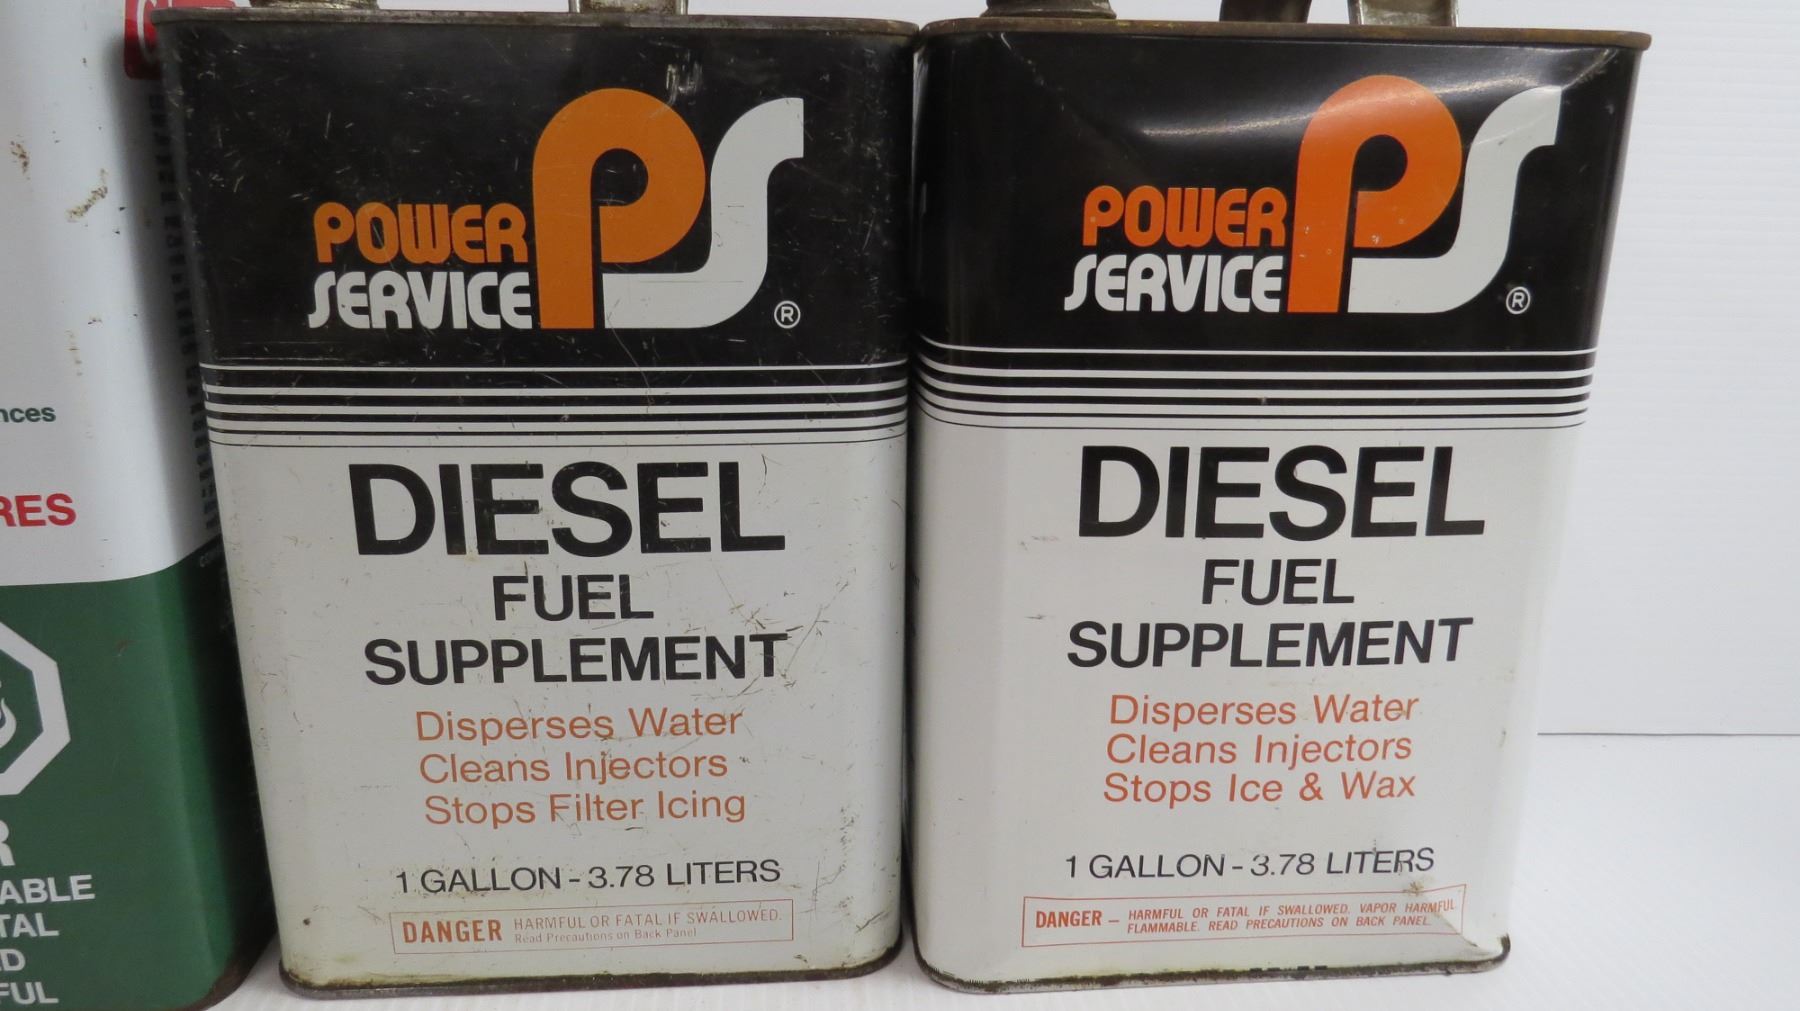 nces
RES
R
ABLE
TAL
D
FUL
POWER
SERVICE
PS
®
DIESEL
FUEL
SUPPLEMENT
Disperses Water
Cleans Injectors
Stops Filter Icing
1 GALLON - 3.78 LITERS
DANGER HARMFUL OR FATAL IF SWALLOWED.
Read Precautions on Back Panel
POWER
SERVICE
PS
®
DIESEL
FUEL
SUPPLEMENT
Disperses Water
Cleans Injectors
Stops Ice & Wax
1 GALLON - 3.78 LITERS
DANGER – HARMFUL OR FATAL IF SWALLOWED. VAPOR HARMFUL
FLAMMABLE. READ PRECAUTIONS ON BACK PANEL.